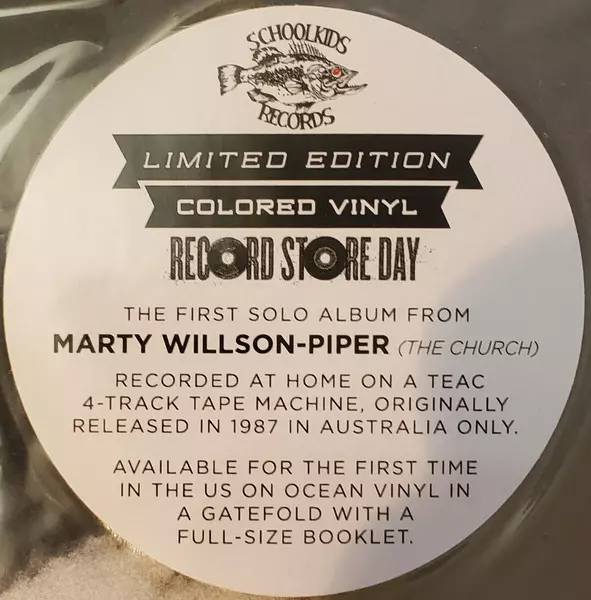 SCHOOLKIDS
RECORDS
LIMITED EDITION
COLORED VINYL
RECORD STORE DAY
THE FIRST SOLO ALBUM FROM
MARTY WILLSON-PIPER (THE CHURCH)
RECORDED AT HOME ON A TEAC
4-TRACK TAPE MACHINE, ORIGINALLY
RELEASED IN 1987 IN AUSTRALIA ONLY.
AVAILABLE FOR THE FIRST TIME
IN THE US ON OCEAN VINYL IN
A GATEFOLD WITH A
FULL-SIZE BOOKLET.